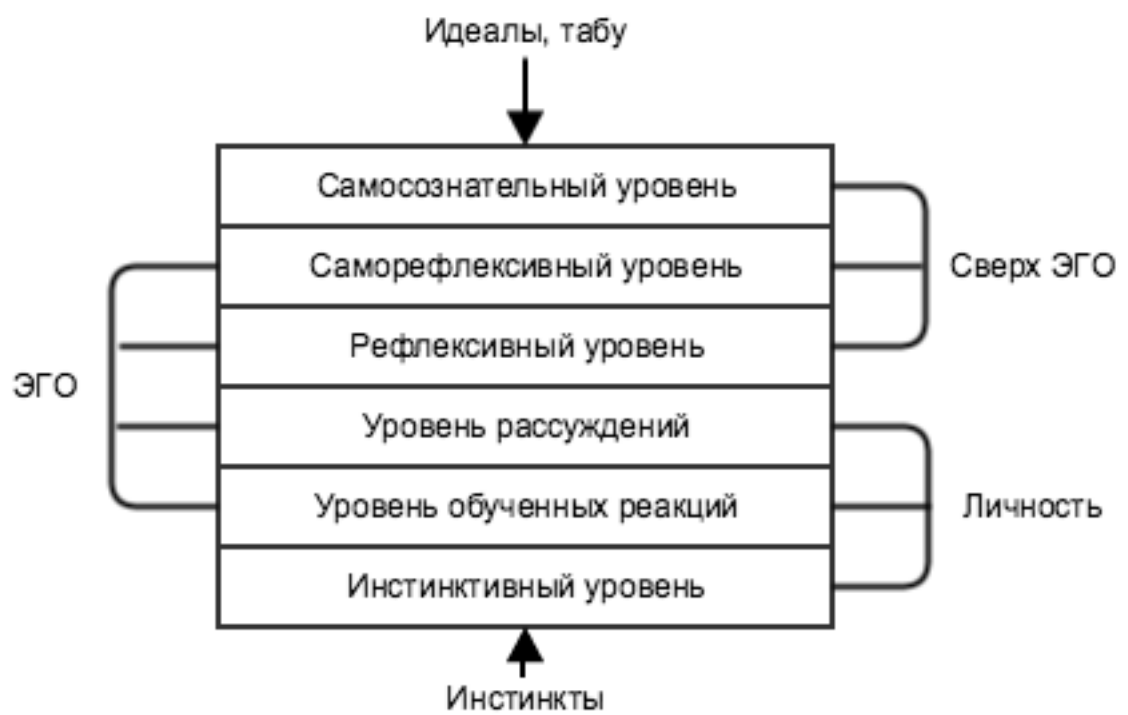 Идеалы, табу
Самосознательный уровень
Саморефлексивный уровень
Сверх ЭГО
Рефлексивный уровень
ЭГО
Уровень рассуждений
Уровень обученных реакций
Личность
Инстинктивный уровень
Инстинкты